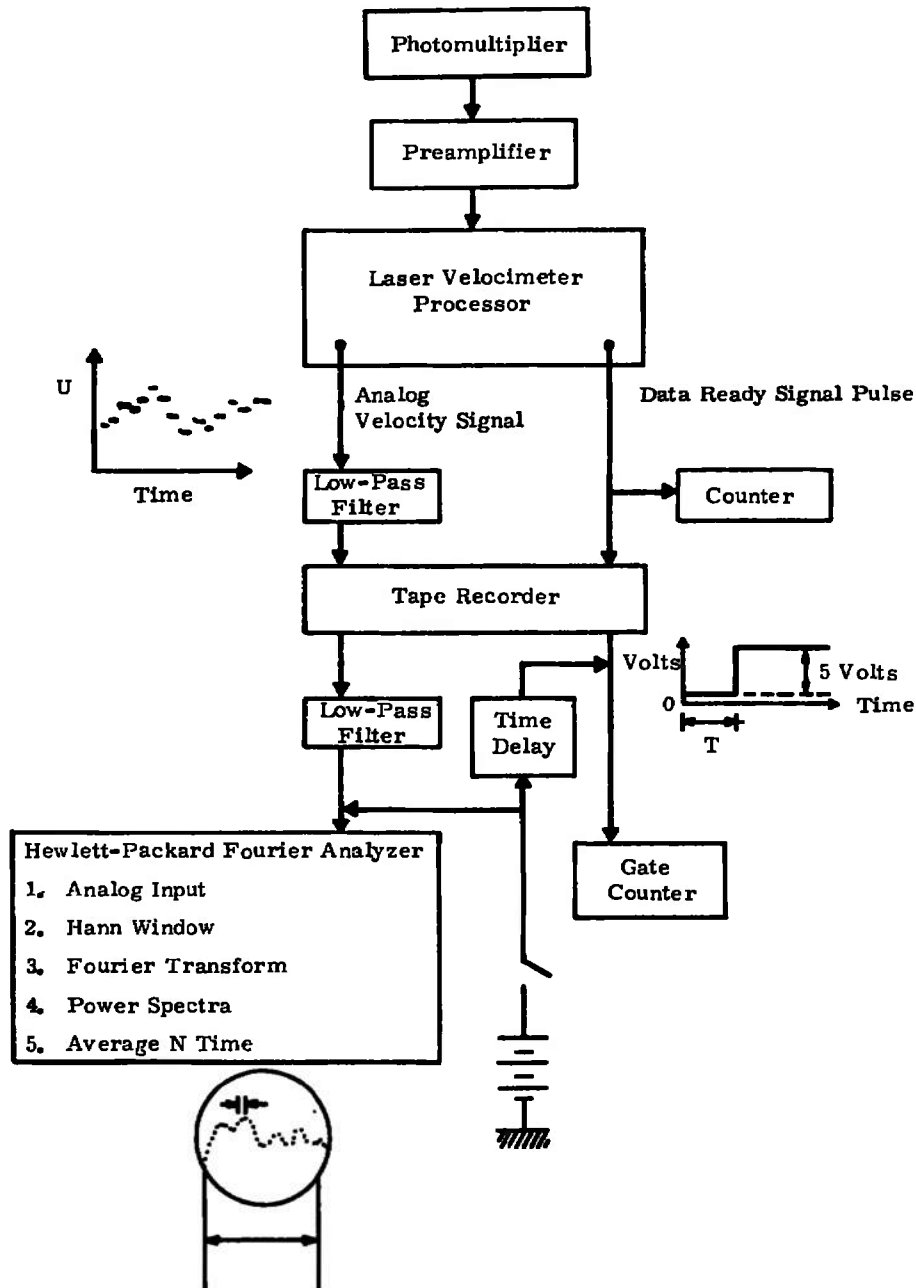 Photomultiplier
Preamplifier
Laser Velocimeter
Processor
U
Time
Analog
Velocity Signal
Data Ready Signal Pulse
Low-Pass
Filter
Counter
Tape Recorder
Volts
5 Volts
0
Time
T
Low-Pass
Filter
Time
Delay
Hewlett-Packard Fourier Analyzer
1. Analog Input
2. Hann Window
3. Fourier Transform
4. Power Spectra
5. Average N Time
Gate
Counter